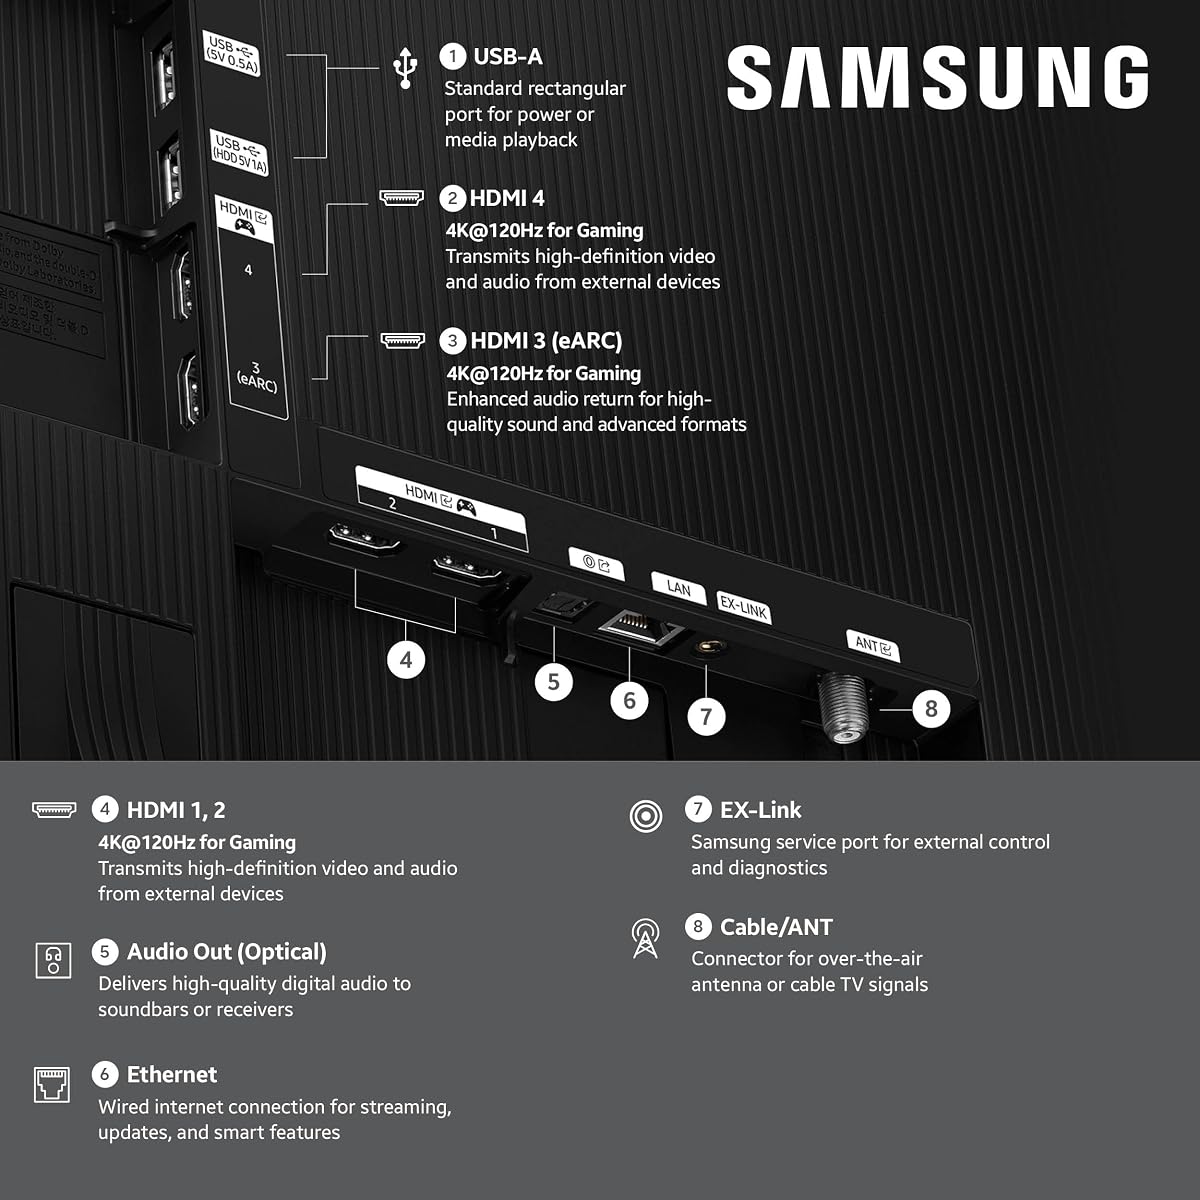 SAMSUNG
USB
(5V 0.5A)
USB
(HDD 5V 1A)
HDMI
4
3
(eARC)
1 USB-A
Standard rectangular
port for power or
media playback
2 HDMI 4
4K@120Hz for Gaming
Transmits high-definition video
and audio from external devices
3 HDMI 3 (eARC)
4K@120Hz for Gaming
Enhanced audio return for high-
quality sound and advanced formats
from Dolby
and the double-D
Dolby Laboratories.
HDMI
2 1
LAN
EX-LINK
ANT
4
5
6
7
8
4 HDMI 1, 2
4K@120Hz for Gaming
Transmits high-definition video and audio
from external devices
5 Audio Out (Optical)
Delivers high-quality digital audio to
soundbars or receivers
6 Ethernet
Wired internet connection for streaming,
updates, and smart features
7 EX-Link
Samsung service port for external control
and diagnostics
8 Cable/ANT
Connector for over-the-air
antenna or cable TV signals